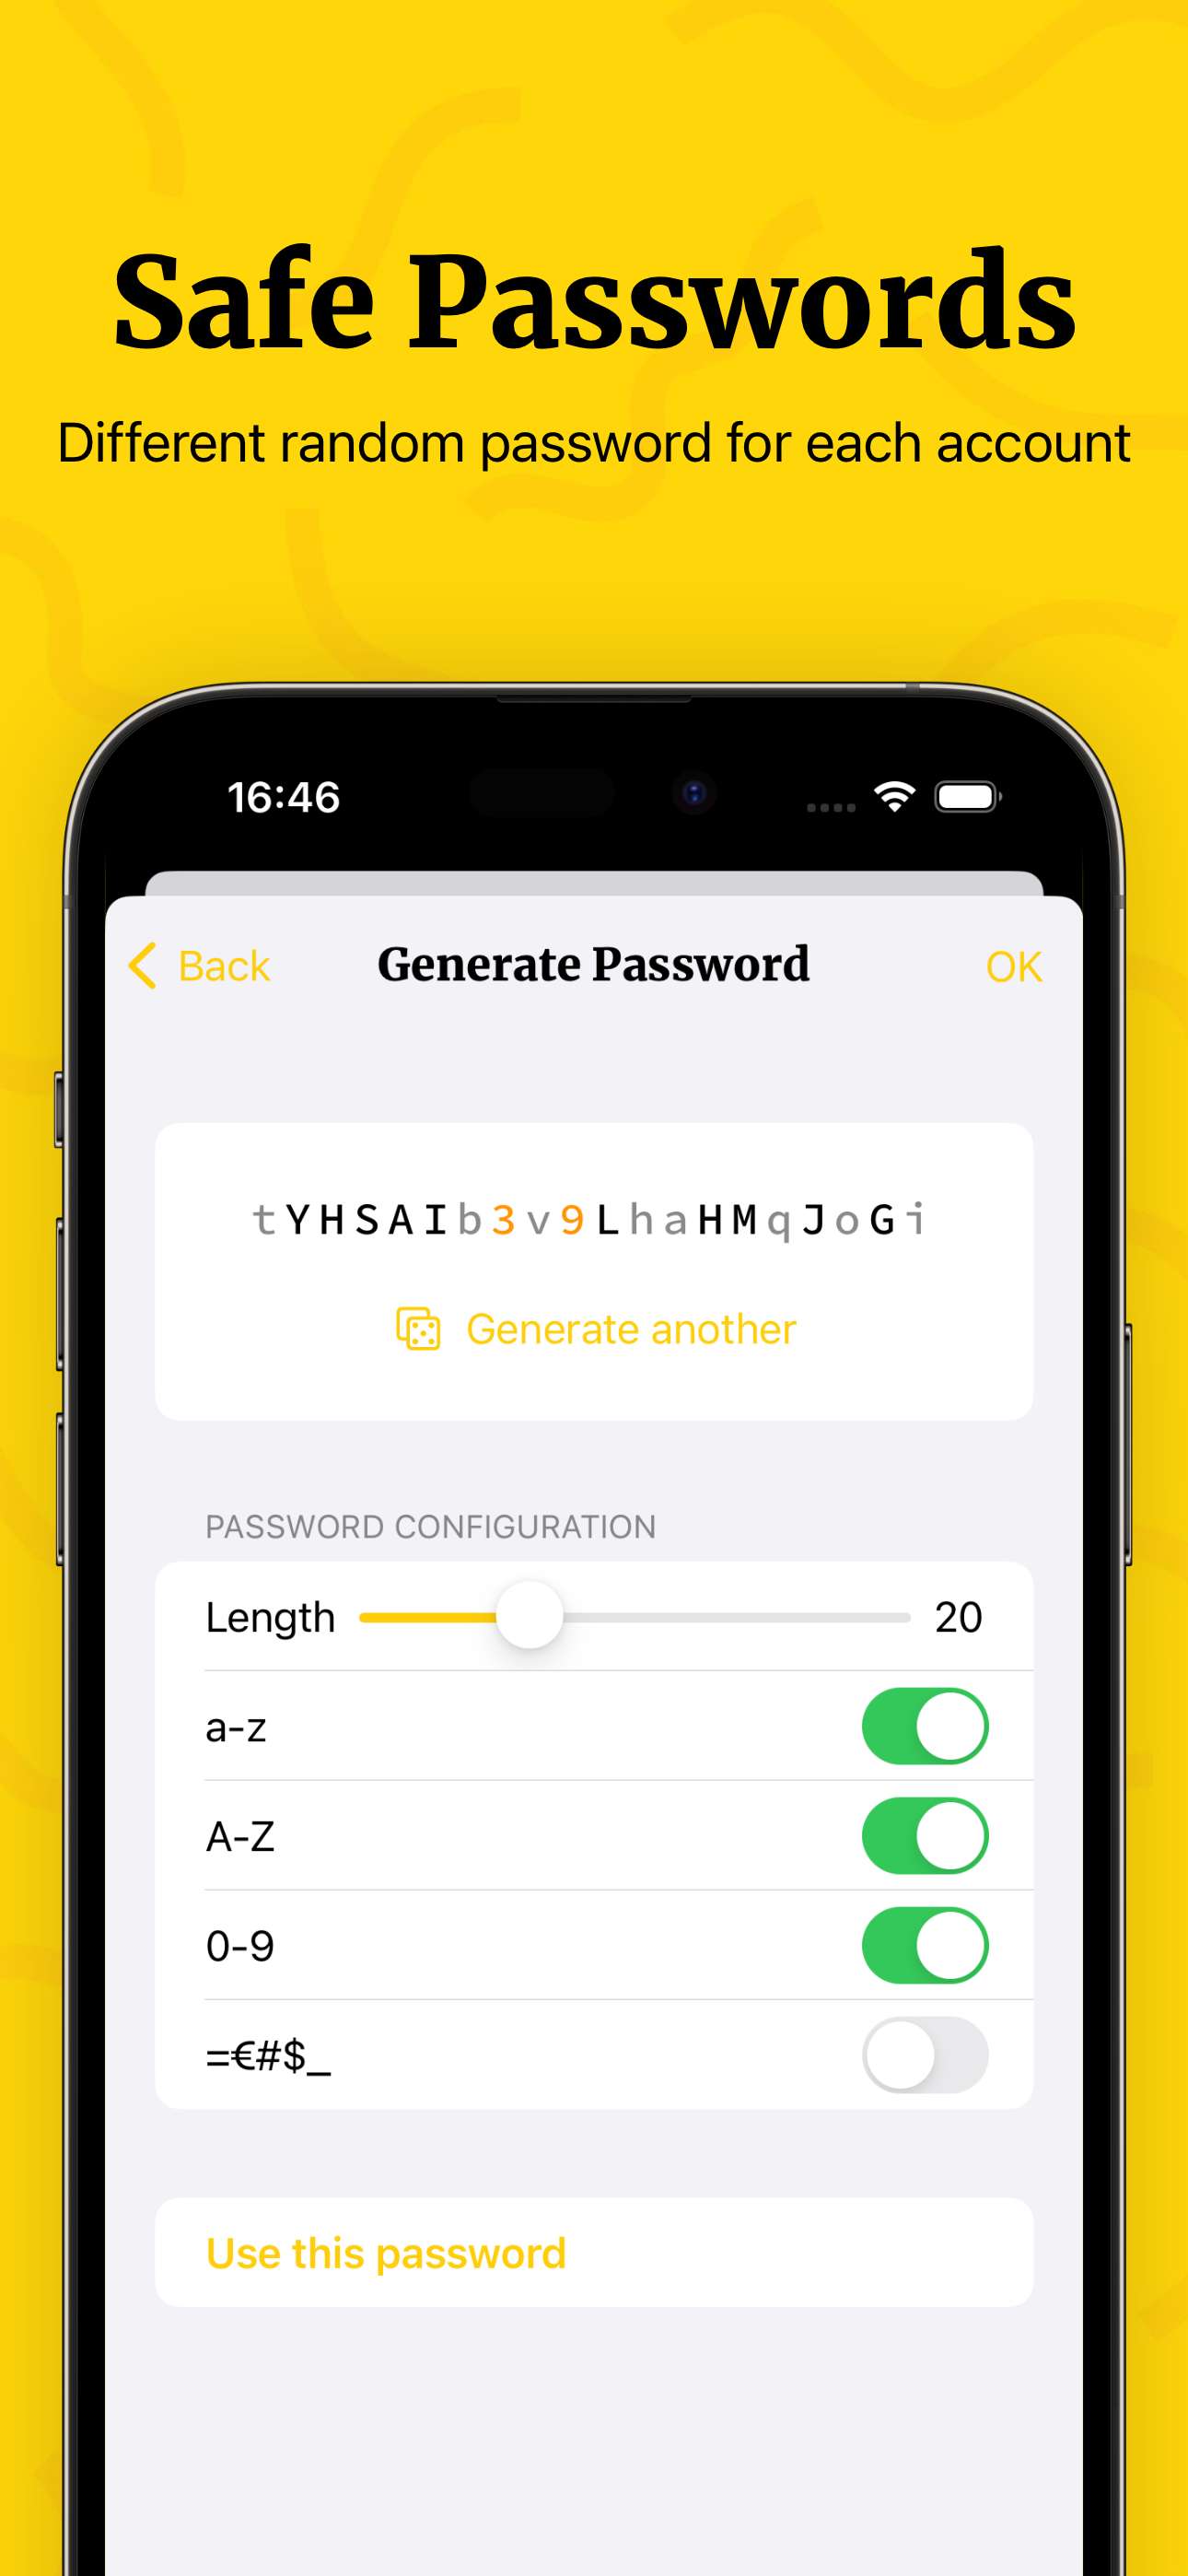 Safe Passwords
Different random password for each account
16:46
Back
Generate Password
OK
tYHSAIb3v9LhaHMqJoGi
Generate another
PASSWORD CONFIGURATION
Length
20
a-z
A-Z
0-9
=€#$_
Use this password